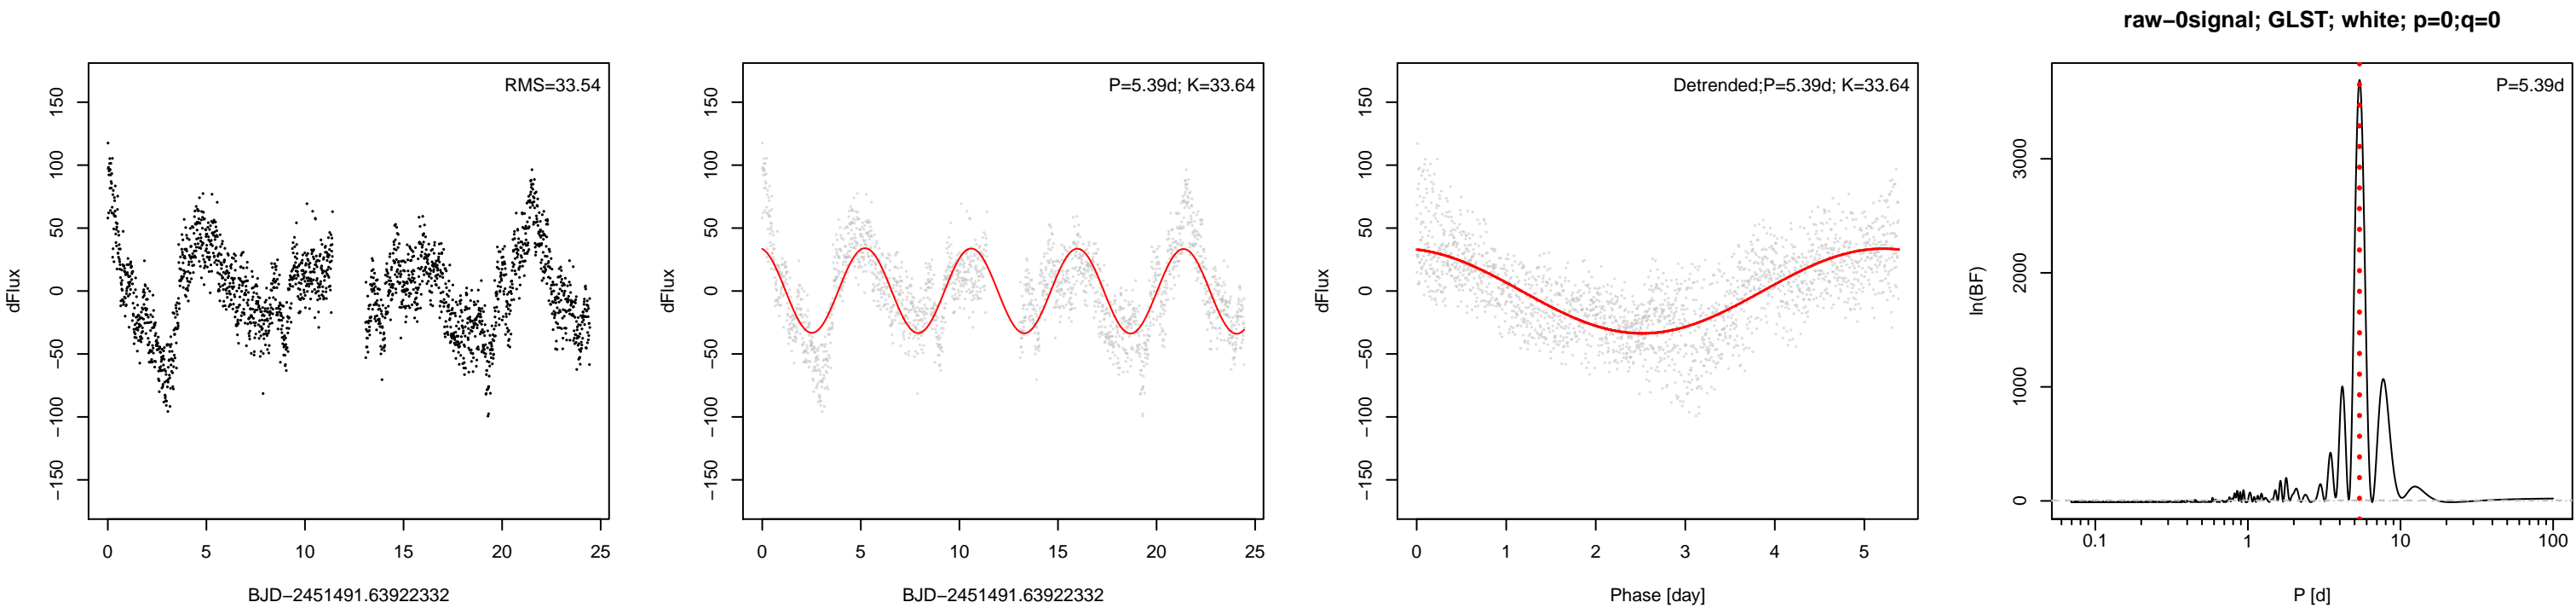 raw−0signal; GLST; white; p=0;q=0
RMS=33.54
dFlux
150
100
50
0
−50
−100
−150
0 5 10 15 20 25
BJD−2451491.63922332
P=5.39d; K=33.64
dFlux
150
100
50
0
−50
−100
−150
0 5 10 15 20 25
BJD−2451491.63922332
Detrended;P=5.39d; K=33.64
dFlux
150
100
50
0
−50
−100
−150
0 1 2 3 4 5
Phase [day]
P=5.39d
ln(BF)
3000
2000
1000
0
0.1 1 10 100
P [d]